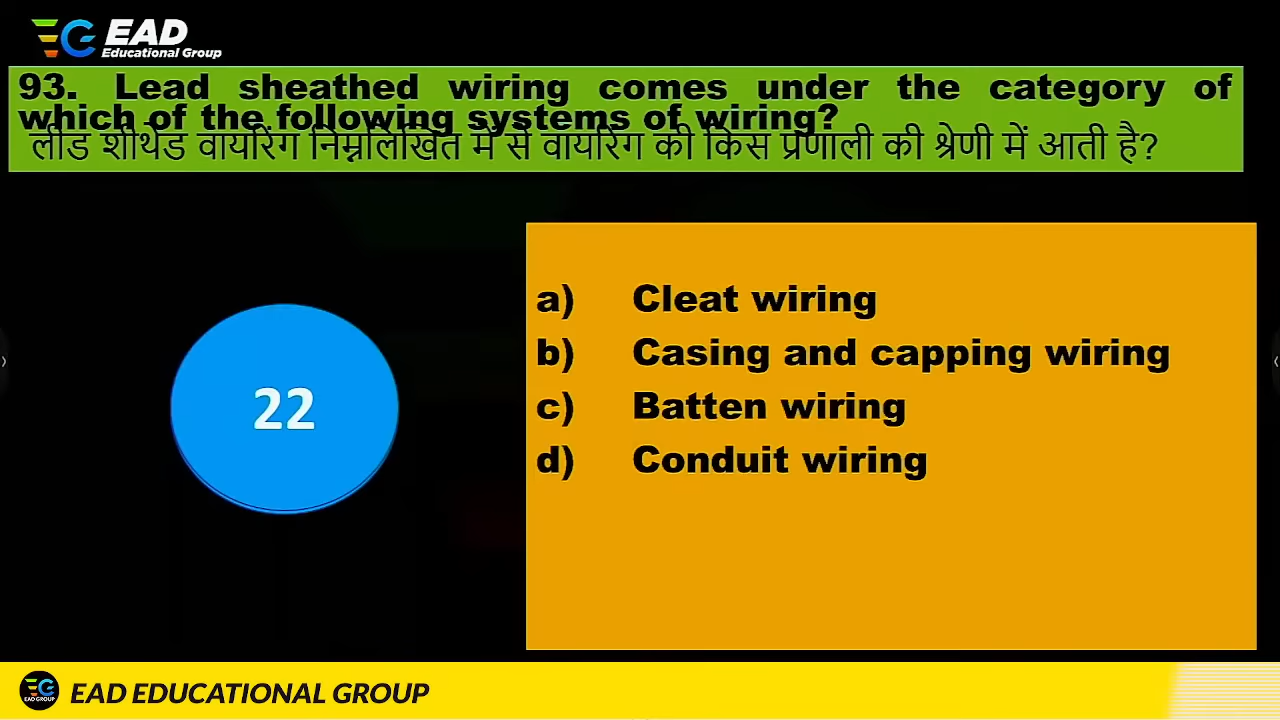 EAD
Educational Group
93. Lead sheathed wiring comes under the category of
which of the following systems of wiring?
लीड शीथेड वायरिंग निम्नलिखित में से वायरिंग की किस प्रणाली की श्रेणी में आती है?
22
a) Cleat wiring
b) Casing and capping wiring
c) Batten wiring
d) Conduit wiring
EAD GROUP
EAD EDUCATIONAL GROUP